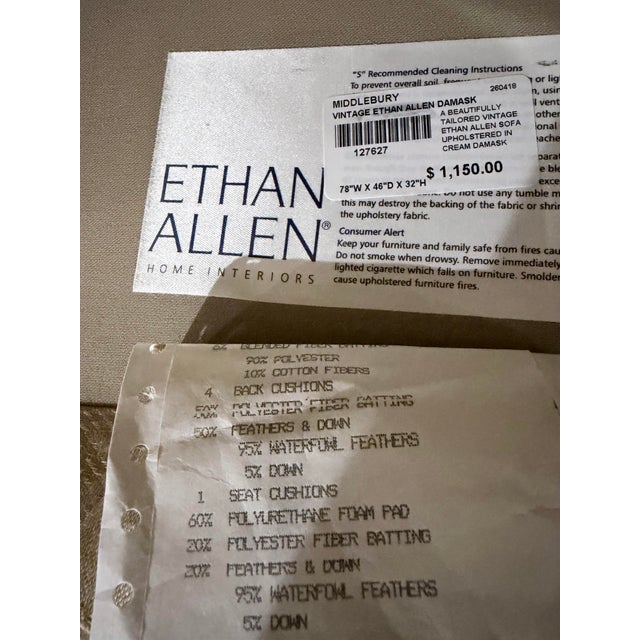 "S" Recommended Cleaning Instructions
To prevent overall soil, or
MIDDLEBURY 260418
VINTAGE ETHAN ALLEN DAMASK
A BEAUTIFULLY
TAILORED VINTAGE
ETHAN ALLEN SOFA
UPHOLSTERED IN
CREAM DAMASK
127627
$ 1,150.00
78"W X 46"D X 32"H
not use any tumble
this may destroy the backing of the fabric or
the upholstery fabric.
Consumer Alert
Keep your furniture and family safe from fires
Do not smoke when drowsy. Remove immediately
lighted cigarette which falls on furniture.
cause upholstered furniture fires.
ETHAN
ALLEN®
HOME INTERIORS
BLENDED FIBER BATTING
90% POLYESTER
10% COTTON FIBERS
4 BACK CUSHIONS
50% POLYESTER FIBER BATTING
50% FEATHERS & DOWN
95% WATERFOWL FEATHERS
5% DOWN
1 SEAT CUSHIONS
60% POLYURETHANE FOAM PAD
20% POLYESTER FIBER BATTING
20% FEATHERS & DOWN
95% WATERFOWL FEATHERS
5% DOWN